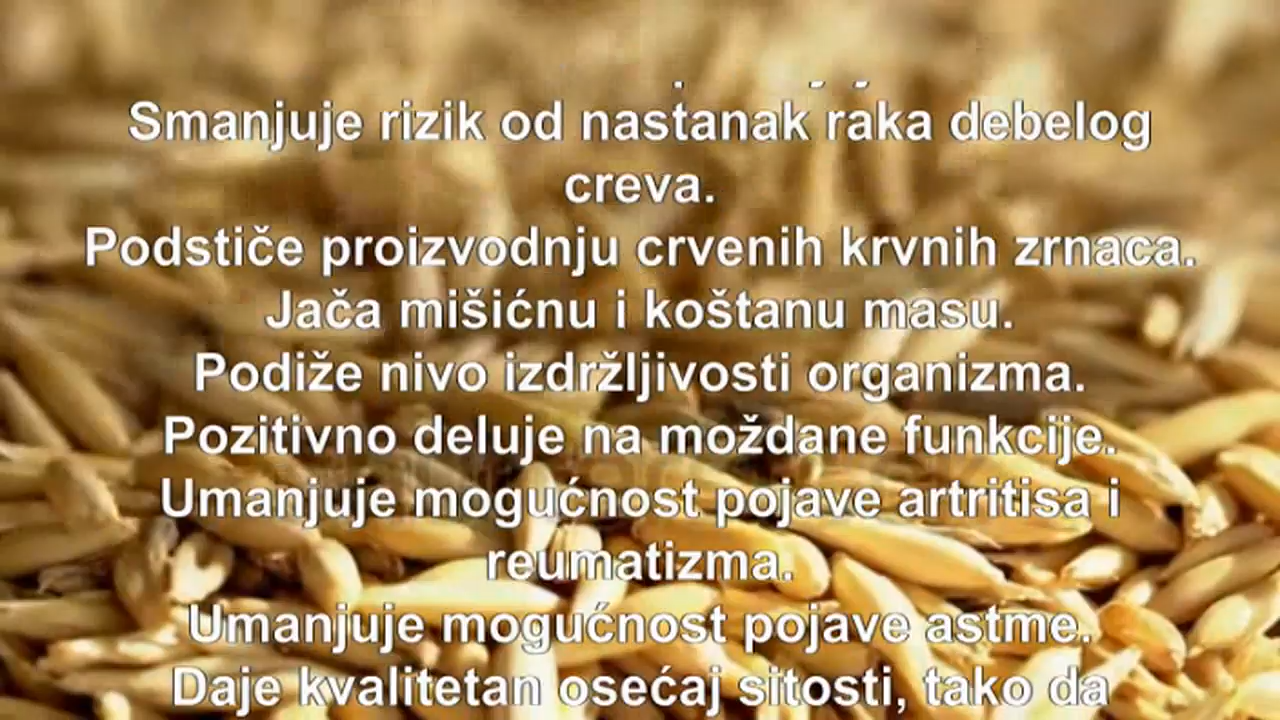 Smanjuje rizik od nastanak raka debelog
creva.
Podstiče proizvodnju crvenih krvnih zrnaca.
Jača mišićnu i koštanu masu.
Podiže nivo izdržljivosti organizma.
Pozitivno deluje na moždane funkcije.
Umanjuje mogućnost pojave artritisa i
reumatizma.
Umanjuje mogućnost pojave astme.
Daje kvalitetan osećaj sitosti, tako da